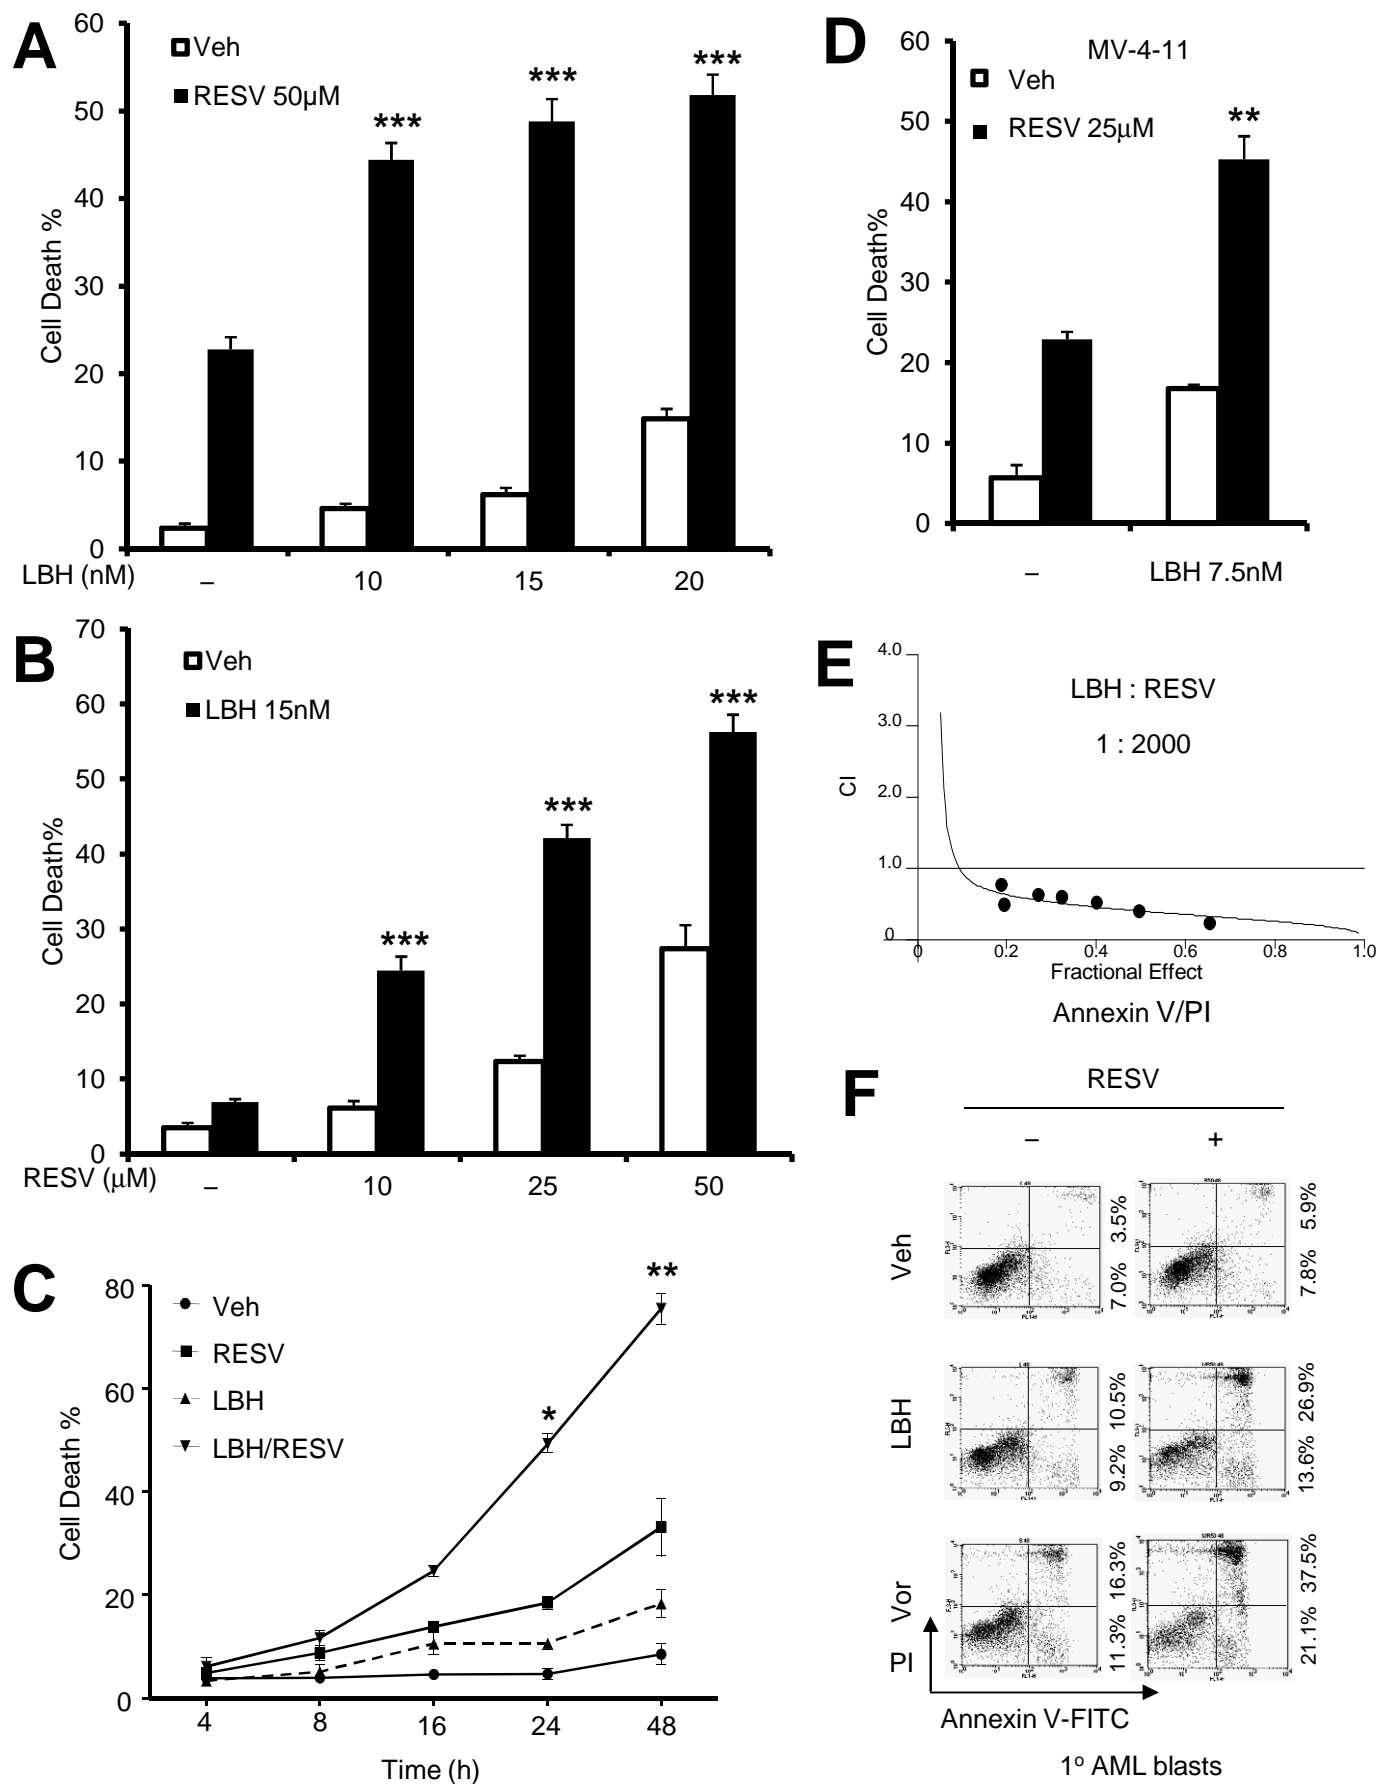 A
60
50
40
30
20
10
0
Cell Death %
Veh
RESV 50µM
***
***
***
LBH (nM)
– 10 15 20
B
70
60
50
40
30
20
10
0
Cell Death%
Veh
LBH 15nM
***
***
***
RESV (µM)
– 10 25 50
C
80
60
40
20
0
Cell Death %
Veh
RESV
LBH
LBH/RESV
*
**
4 8 16 24 48
Time (h)
D
60
50
40
30
20
10
0
Cell Death%
MV-4-11
Veh
RESV 25µM
**
– LBH 7.5nM
E
4.0
3.0
2.0
1.0
0
CI
LBH : RESV
1 : 2000
0 0.2 0.4 0.6 0.8 1.0
Fractional Effect
Annexin V/PI
F
RESV
– +
Veh
7.0% 3.5%
7.8% 5.9%
LBH
9.2% 10.5%
13.6% 26.9%
Vor
11.3% 16.3%
21.1% 37.5%
PI
Annexin V-FITC
1º AML blasts